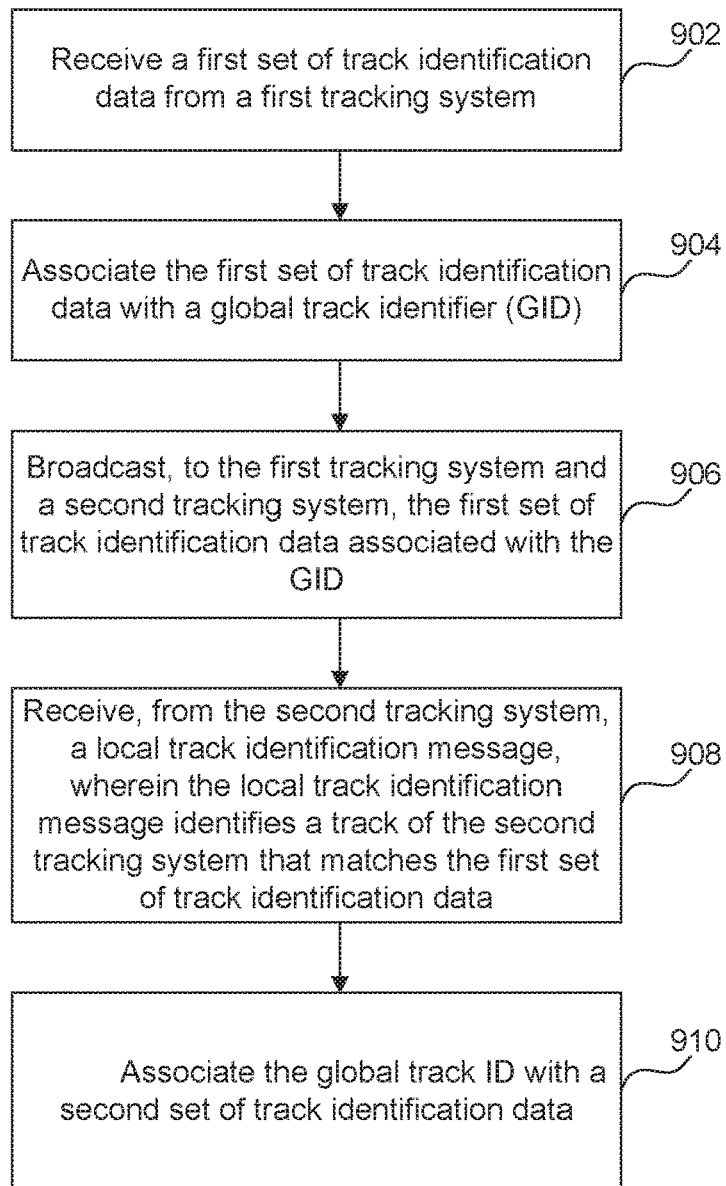 Receive a first set of track identification
data from a first tracking system
902
Associate the first set of track identification
data with a global track identifier (GID)
904
Broadcast, to the first tracking system and
a second tracking system, the first set of
track identification data associated with the
GID
906
Receive, from the second tracking system,
a local track identification message,
wherein the local track identification
message identifies a track of the second
tracking system that matches the first set
of track identification data
908
Associate the global track ID with a
second set of track identification data
910